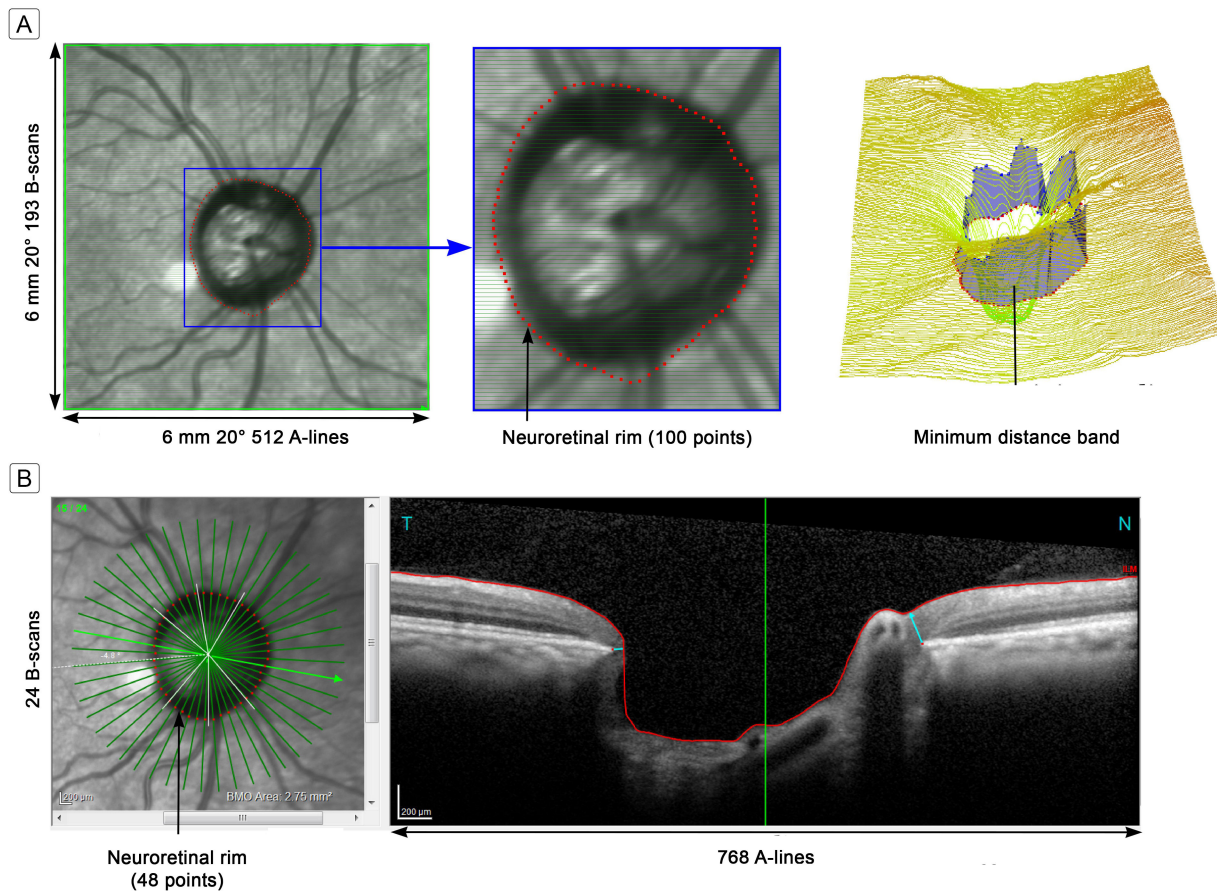 A
6 mm 20° 193 B-scans
6 mm 20° 512 A-lines
Neuroretinal rim (100 points)
Minimum distance band
B
24 B-scans
15 / 24
-4.8 °
200 µm
BMO Area: 2.75 mm²
Neuroretinal rim
(48 points)
T
N
ILM
200 µm
768 A-lines